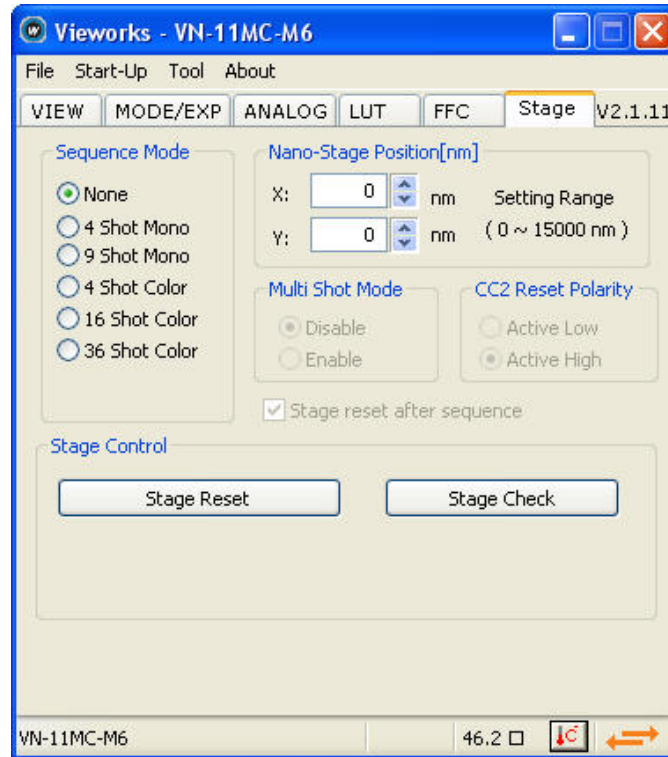 Vieworks - VN-11MC-M6
File Start-Up Tool About
VIEW MODE/EXP ANALOG LUT FFC Stage V2.1.11
Sequence Mode
None
4 Shot Mono
9 Shot Mono
4 Shot Color
16 Shot Color
36 Shot Color
Nano-Stage Position[nm]
X: 0 nm
Y: 0 nm
Setting Range
( 0 ~ 15000 nm )
Multi Shot Mode
Disable
Enable
CC2 Reset Polarity
Active Low
Active High
Stage reset after sequence
Stage Control
Stage Reset Stage Check
VN-11MC-M6 46.2 □ C